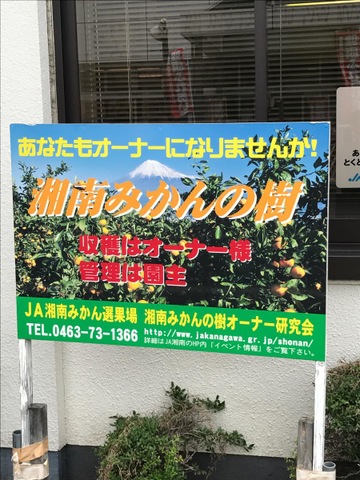 あなたもオーナーになりませんか!
湘南みかんの樹
収穫はオーナー様
管理は園主
JA湘南みかん選果場 湘南みかんの樹オーナー研究会
TEL.0463-73-1366
http://www.jakanagawa.gr.jp/shonan/
詳細はJA湘南のHP内「イベント情報」をご覧下さい。
あ
とくと